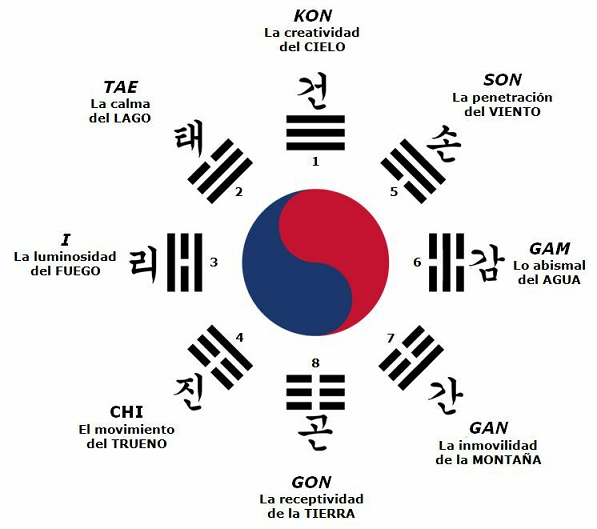 KON
La creatividad
del CIELO
건
1
TAE
La calma
del LAGO
태
2
SON
La penetración
del VIENTO
손
5
I
La luminosidad
del FUEGO
리
3
GAM
Lo abismal
del AGUA
감
6
CHI
El movimiento
del TRUENO
진
4
GAN
La inmovilidad
de la MONTAÑA
간
7
8
곤
GON
La receptividad
de la TIERRA